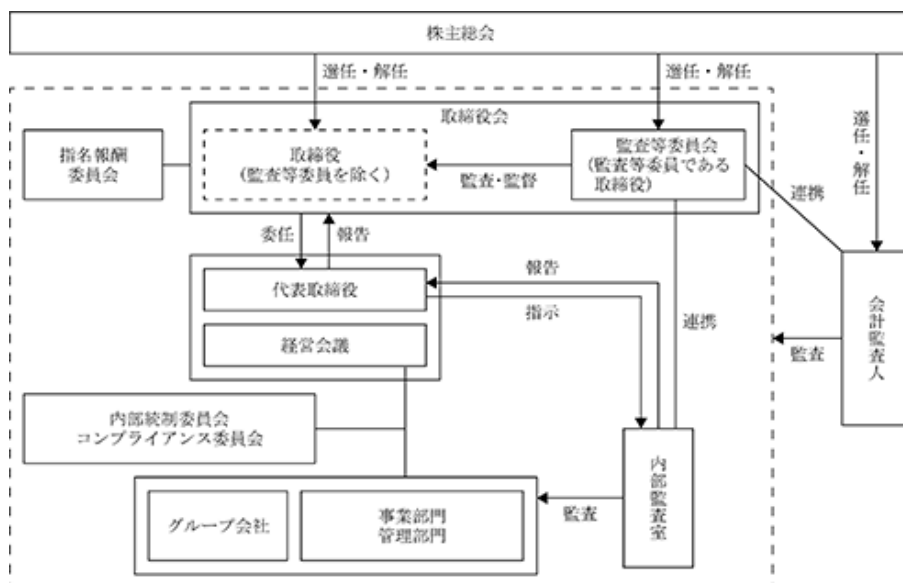 株主総会
選任・解任
選任・解任
選任・解任
取締役会
指名報酬
委員会
取締役
(監査等委員を除く)
監査・監督
監査等委員会
(監査等委員である
取締役)
連携
委任
報告
代表取締役
経営会議
報告
指示
連携
会計監査人
監査
内部統制委員会
コンプライアンス委員会
内部監査室
監査
グループ会社
事業部門
管理部門